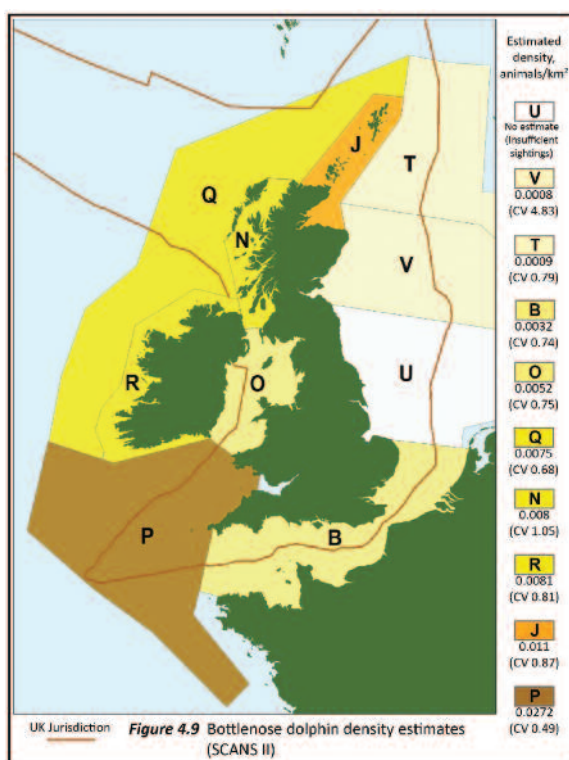 Estimated
density,
animals/km²
U
No estimate
(Insufficient
sightings)
V
0.0008
(CV 4.83)
T
0.0009
(CV 0.79)
B
0.0032
(CV 0.74)
O
0.0052
(CV 0.75)
Q
0.0075
(CV 0.68)
N
0.008
(CV 1.05)
R
0.0081
(CV 0.81)
J
0.011
(CV 0.87)
P
0.0272
(CV 0.49)
J
T
Q
N
V
R
O
U
P
B
UK Jurisdiction
Figure 4.9 Bottlenose dolphin density estimates
(SCANS II)